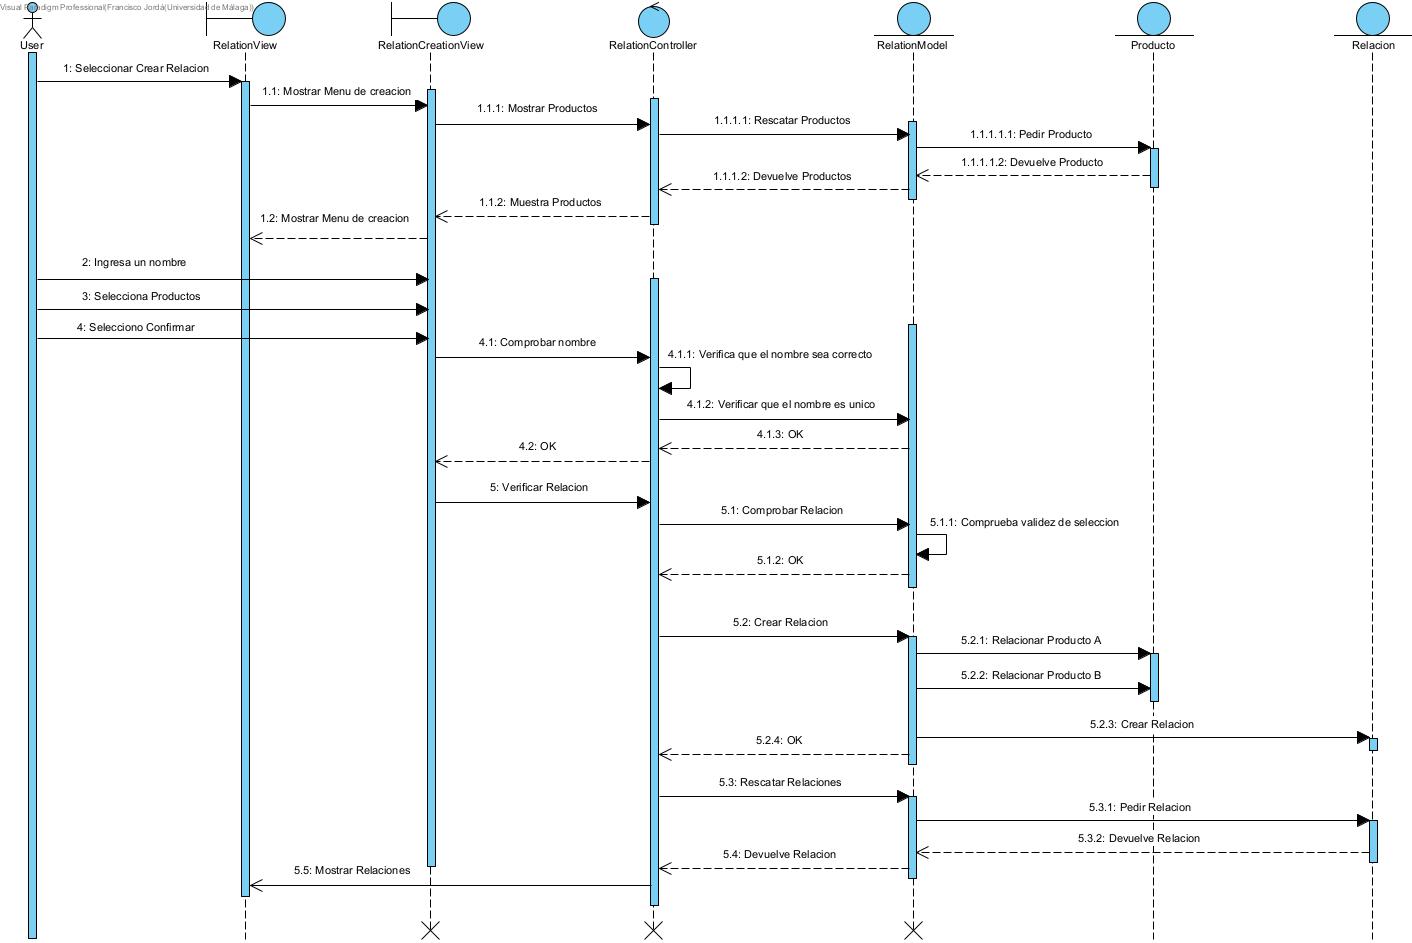 Visual Paradigm Professional(Francisco Jordá(Universidad de Málaga))
User
RelationView
RelationCreationView
RelationController
RelationModel
Producto
Relacion
1: Seleccionar Crear Relacion
1.1: Mostrar Menu de creacion
1.1.1: Mostrar Productos
1.1.1.1: Rescatar Productos
1.1.1.1.1: Pedir Producto
1.1.1.1.2: Devuelve Producto
1.1.1.2: Devuelve Productos
1.1.2: Muestra Productos
1.2: Mostrar Menu de creacion
2: Ingresa un nombre
3: Selecciona Productos
4: Selecciono Confirmar
4.1: Comprobar nombre
4.1.1: Verifica que el nombre sea correcto
4.1.2: Verificar que el nombre es unico
4.1.3: OK
4.2: OK
5: Verificar Relacion
5.1: Comprobar Relacion
5.1.1: Comprueba validez de seleccion
5.1.2: OK
5.2: Crear Relacion
5.2.1: Relacionar Producto A
5.2.2: Relacionar Producto B
5.2.3: Crear Relacion
5.2.4: OK
5.3: Rescatar Relaciones
5.3.1: Pedir Relacion
5.3.2: Devuelve Relacion
5.4: Devuelve Relacion
5.5: Mostrar Relaciones